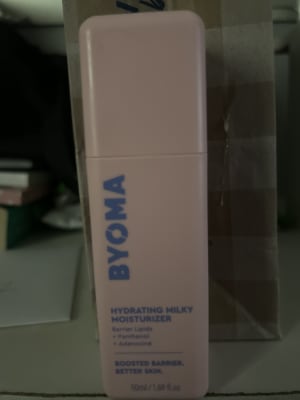 BYOMA
HYDRATING MILKY
MOISTURIZER
Barrier Lipids
+ Panthenol
+ Adenosine
BOOSTED BARRIER.
BETTER SKIN.
50ml/1.69 fl.oz